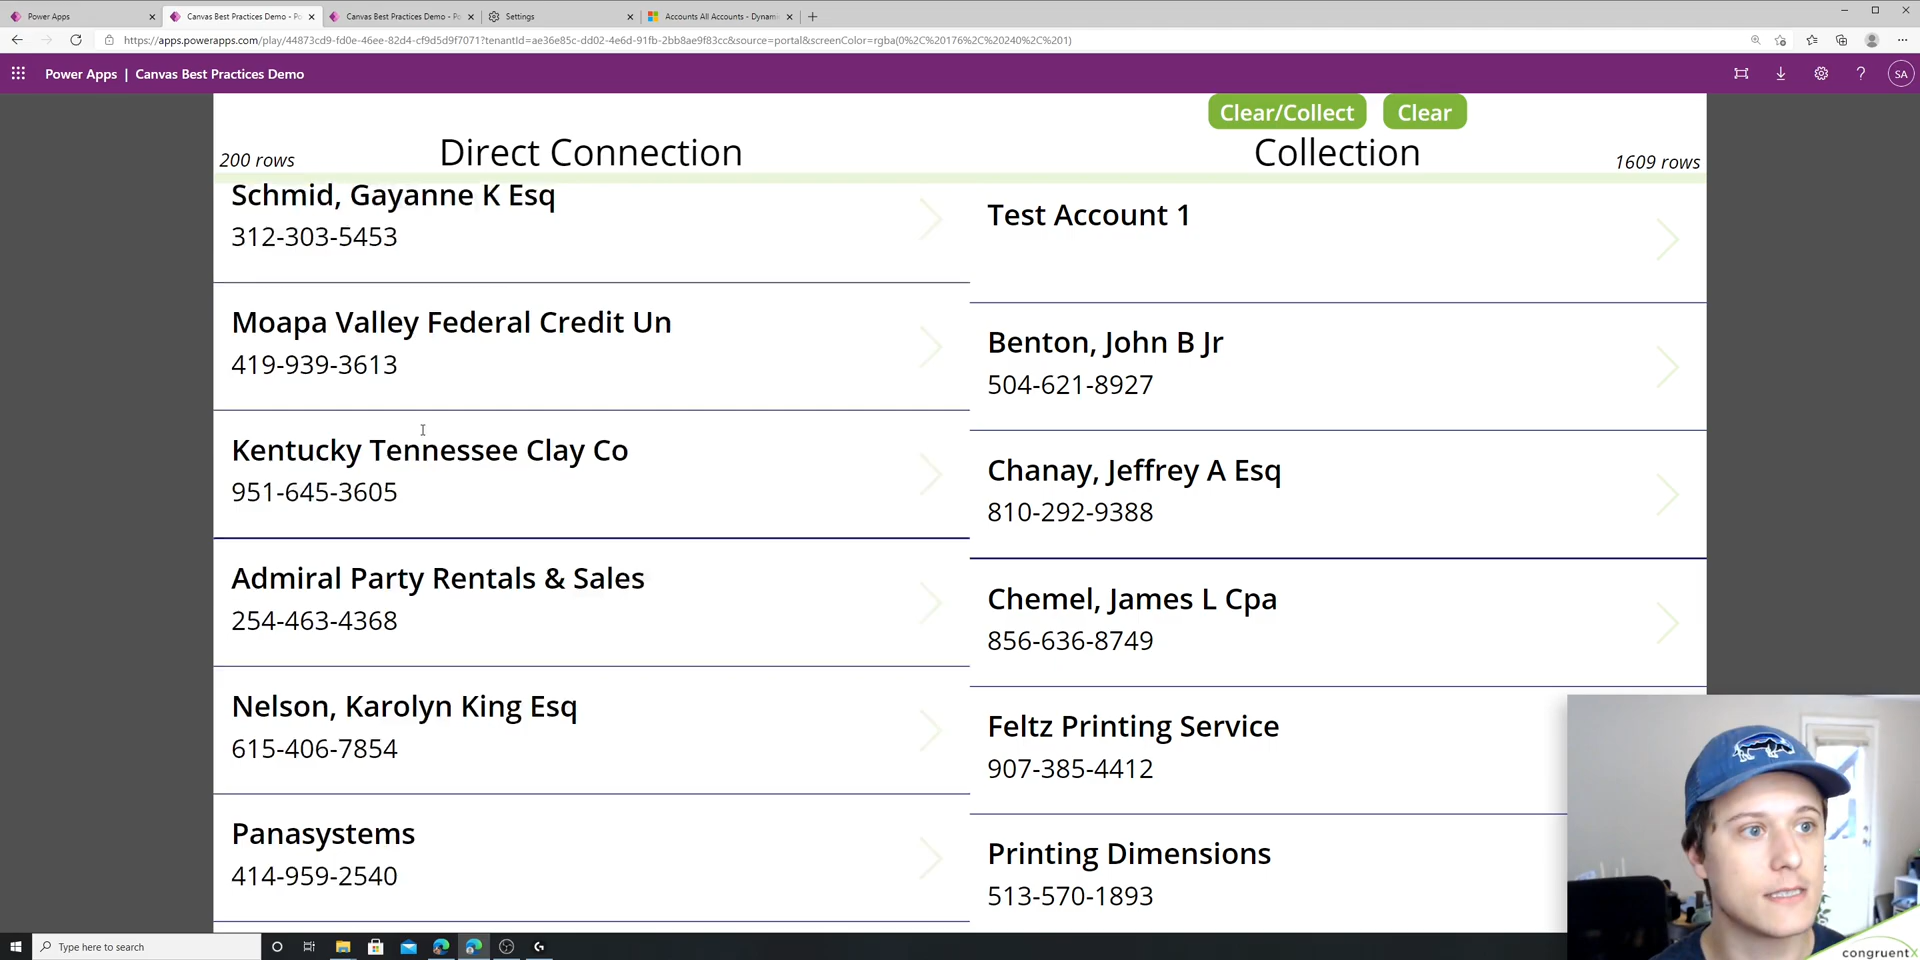 Canvas Best Practices Demo - Po
Canvas Best Practices Demo - Po
Settings
Accounts All Accounts - Dynami
Power Apps
https://apps.powerapps.com/play/44873cd9-fd0e-46ee-82d4-cf9d5d9f7071?tenantId=ae36e85c-dd02-4e6d-91fb-2bb8ae9f83cc&source=portal&screenColor=rgba(0%2C%20176%2C%20240%2C%201)
Power Apps | Canvas Best Practices Demo
SA
Clear/Collect
Clear
200 rows
Direct Connection
Collection
1609 rows
Schmid, Gayanne K Esq
312-303-5453
Moapa Valley Federal Credit Un
419-939-3613
Kentucky Tennessee Clay Co
951-645-3605
Admiral Party Rentals & Sales
254-463-4368
Nelson, Karolyn King Esq
615-406-7854
Panasystems
414-959-2540
Test Account 1
Benton, John B Jr
504-621-8927
Chanay, Jeffrey A Esq
810-292-9388
Chemel, James L Cpa
856-636-8749
Feltz Printing Service
907-385-4412
Printing Dimensions
513-570-1893
Type here to search
congruentX